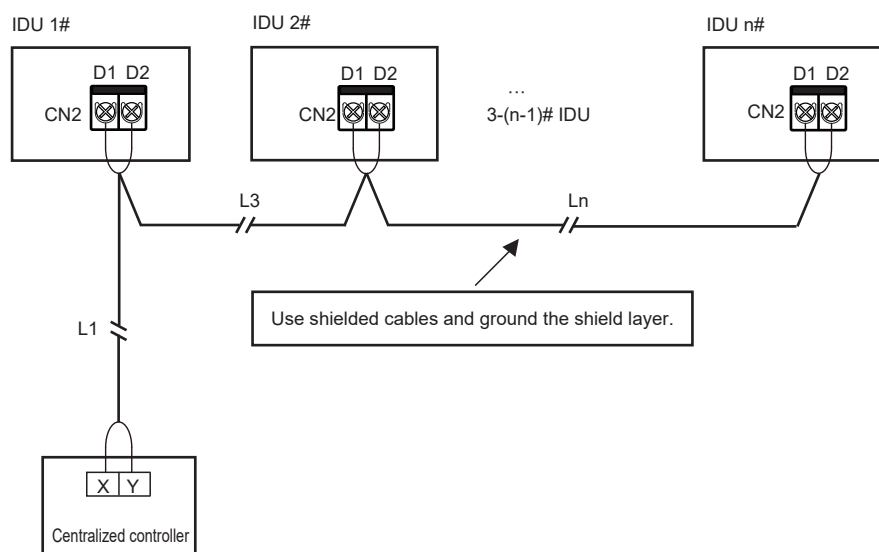 IDU 1#
IDU 2#
IDU n#
D1 D2
D1 D2
D1 D2
CN2
CN2
CN2
...
3-(n-1)# IDU
L3
Ln
Use shielded cables and ground the shield layer.
L1
X Y
Centralized controller